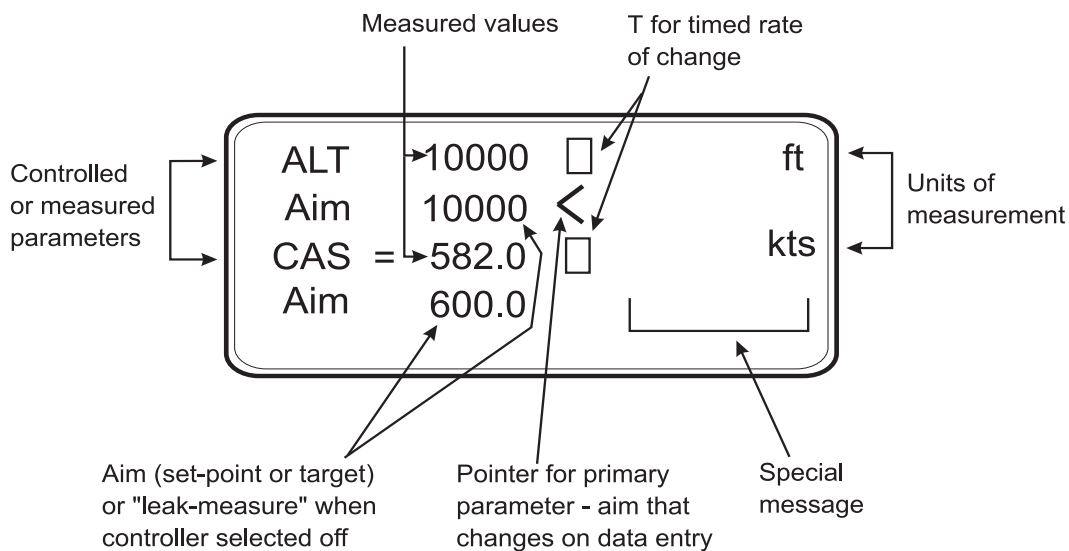 Measured values
T for timed rate
of change
Controlled
or measured
parameters
ALT 10000 ft
Aim 10000 <
CAS = 582.0 kts
Aim 600.0
Units of
measurement
Aim (set-point or target)
or "leak-measure" when
controller selected off
Pointer for primary
parameter - aim that
changes on data entry
Special
message